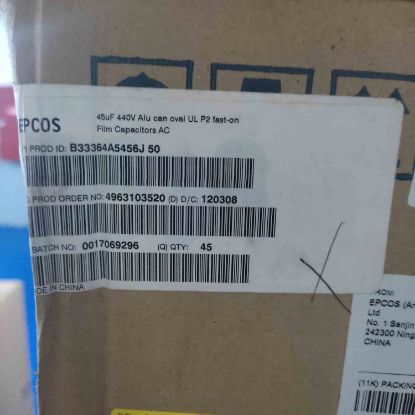 EPCOS
45uF 440V Alu can oval UL P2 fast-on
Film Capacitors AC
PROD ID: B33364A5456J 50
PROD ORDER NO: 4963103520 (D) D/C: 120308
BATCH NO: 0017069296 (Q) QTY: 45
DE IN CHINA
ROM:
EPCOS (An
Ltd
No. 1 Sanjin
242300 Ning
CHINA
(11K) PACKING